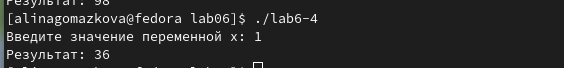 Результат: 98
[alinagomazkova@fedora lab06]$ ./lab6-4
Введите значение переменной x: 1
Результат: 36